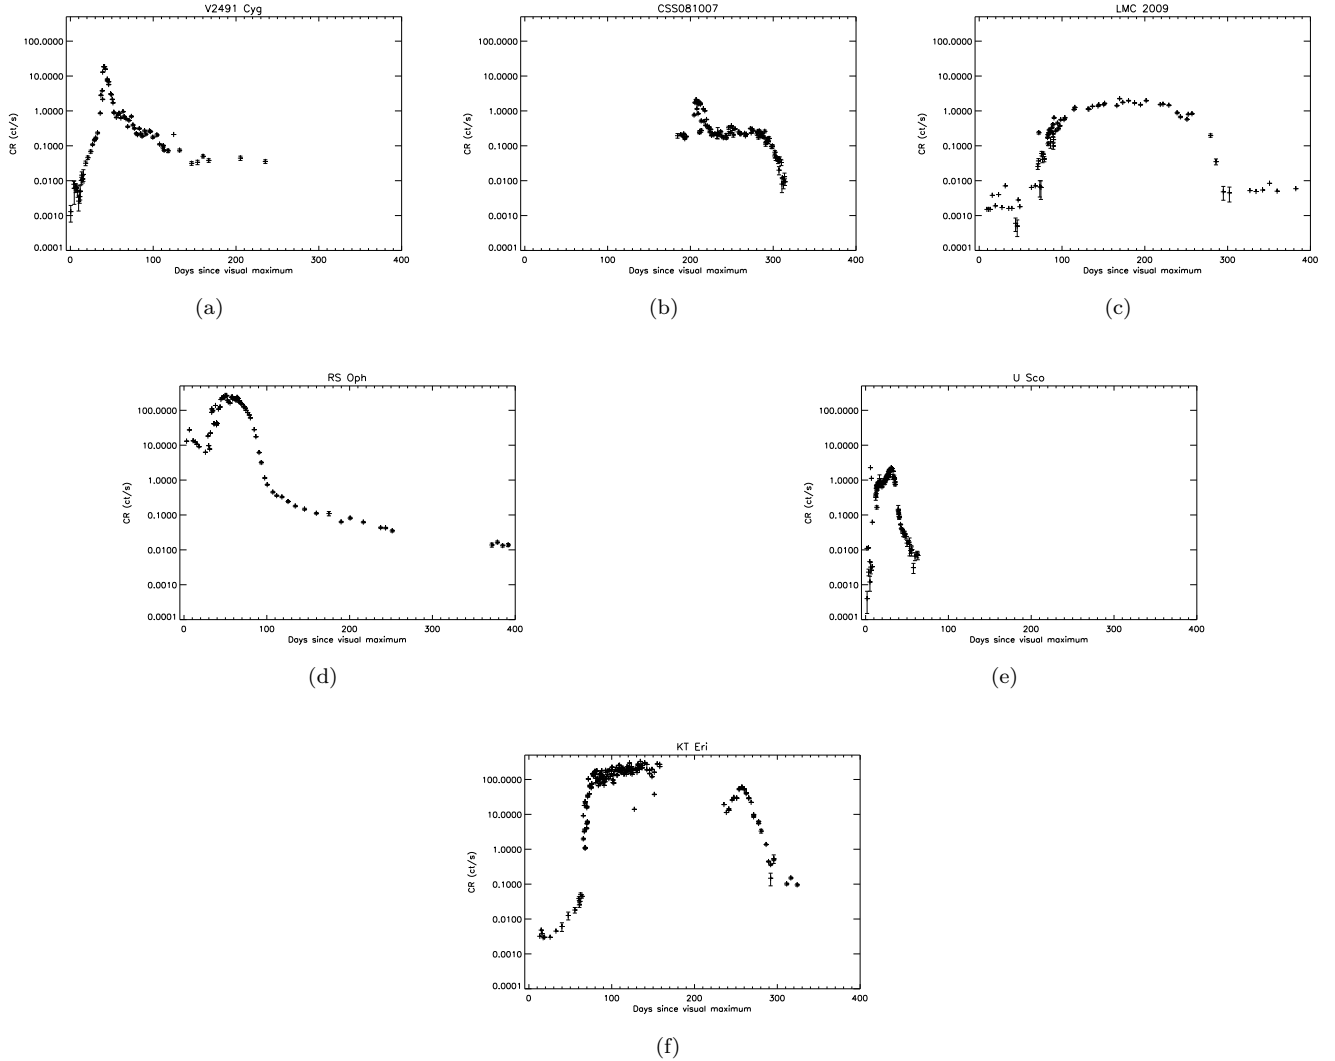 V2491 Cyg
CSS081007
LMC 2009
100.0000
10.0000
1.0000
0.1000
0.0100
0.0010
0.0001
CR (ct/s)
0 100 200 300 400
Days since visual maximum
100.0000
10.0000
1.0000
0.1000
0.0100
0.0010
0.0001
CR (ct/s)
0 100 200 300 400
Days since visual maximum
100.0000
10.0000
1.0000
0.1000
0.0100
0.0010
0.0001
CR (ct/s)
0 100 200 300 400
Days since visual maximum
(a)
(b)
(c)
RS Oph
U Sco
100.0000
10.0000
1.0000
0.1000
0.0100
0.0010
0.0001
CR (ct/s)
0 100 200 300 400
Days since visual maximum
100.0000
10.0000
1.0000
0.1000
0.0100
0.0010
0.0001
CR (ct/s)
0 100 200 300 400
Days since visual maximum
(d)
(e)
KT Eri
100.0000
10.0000
1.0000
0.1000
0.0100
0.0010
0.0001
CR (ct/s)
0 100 200 300 400
Days since visual maximum
(f)